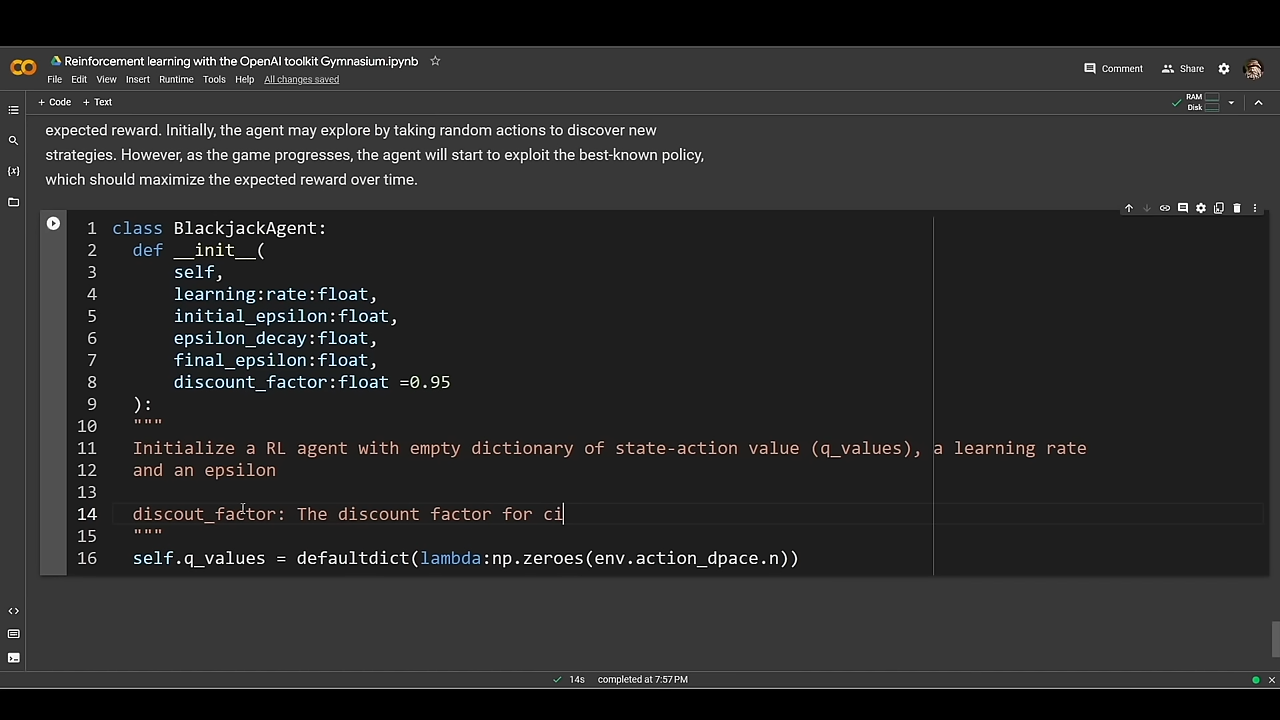 Reinforcement learning with the OpenAI toolkit Gymnasium.ipynb
File Edit View Insert Runtime Tools Help All changes saved
Comment Share
+ Code + Text
RAM
Disk
expected reward. Initially, the agent may explore by taking random actions to discover new
strategies. However, as the game progresses, the agent will start to exploit the best-known policy,
which should maximize the expected reward over time.
1 class BlackjackAgent:
2 def __init__(
3 self,
4 learning:rate:float,
5 initial_epsilon:float,
6 epsilon_decay:float,
7 final_epsilon:float,
8 discount_factor:float =0.95
9 ):
10 """
11 Initialize a RL agent with empty dictionary of state-action value (q_values), a learning rate
12 and an epsilon
13
14 discout_factor: The discount factor for ci
15 """
16 self.q_values = defaultdict(lambda:np.zeroes(env.action_dpace.n))
14s completed at 7:57 PM